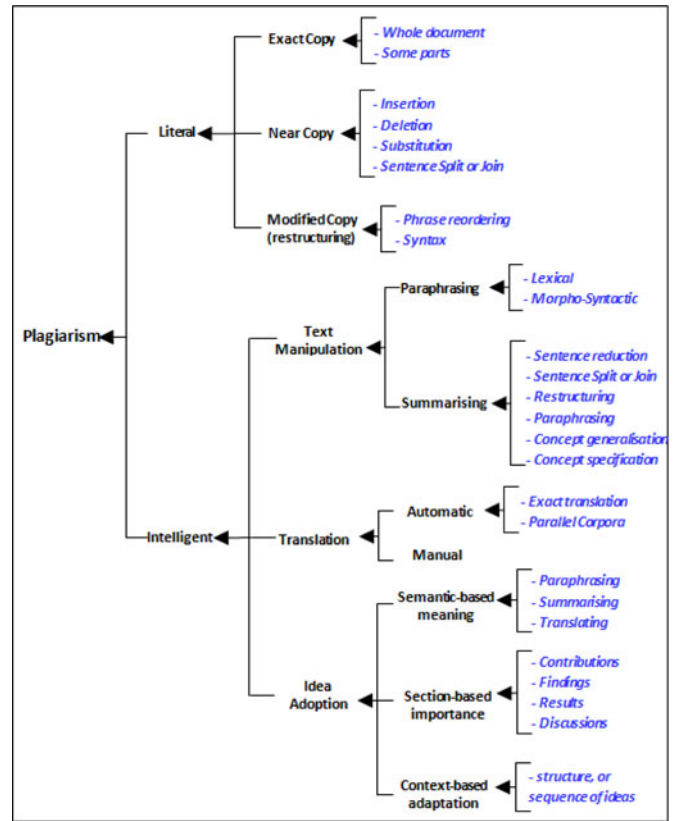 Exact Copy
- Whole document
- Some parts
Literal
Near Copy
- Insertion
- Deletion
- Substitution
- Sentence Split or Join
Modified Copy
(restructuring)
- Phrase reordering
- Syntax
Plagiarism
Text
Manipulation
Paraphrasing
- Lexical
- Morpho-Syntactic
Summarising
- Sentence reduction
- Sentence Split or Join
- Restructuring
- Paraphrasing
- Concept generalisation
- Concept specification
Intelligent
Translation
Automatic
- Exact translation
- Parallel Corpora
Manual
Idea
Adoption
Semantic-based
meaning
- Paraphrasing
- Summarising
- Translating
Section-based
importance
- Contributions
- Findings
- Results
- Discussions
Context-based
adaptation
- structure, or
sequence of ideas